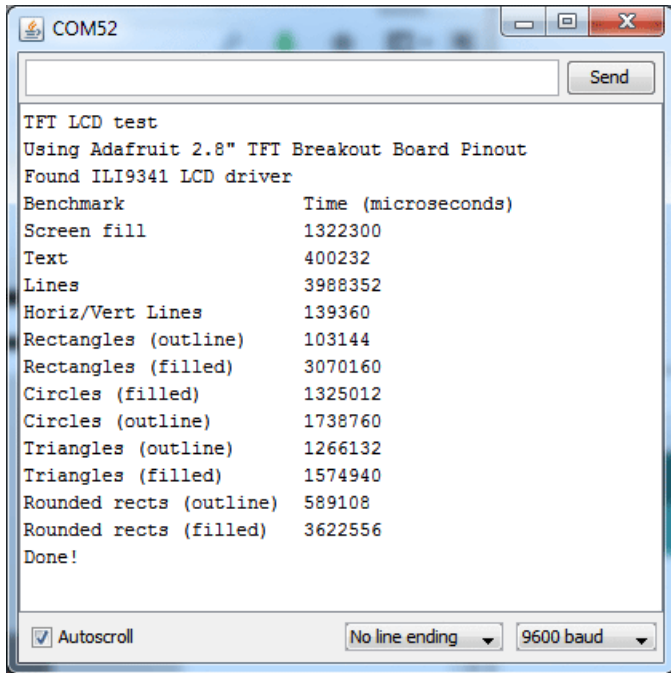 COM52
Send
TFT LCD test
Using Adafruit 2.8" TFT Breakout Board Pinout
Found ILI9341 LCD driver
Benchmark Time (microseconds)
Screen fill 1322300
Text 400232
Lines 3988352
Horiz/Vert Lines 139360
Rectangles (outline) 103144
Rectangles (filled) 3070160
Circles (filled) 1325012
Circles (outline) 1738760
Triangles (outline) 1266132
Triangles (filled) 1574940
Rounded rects (outline) 589108
Rounded rects (filled) 3622556
Done!
Autoscroll No line ending 9600 baud